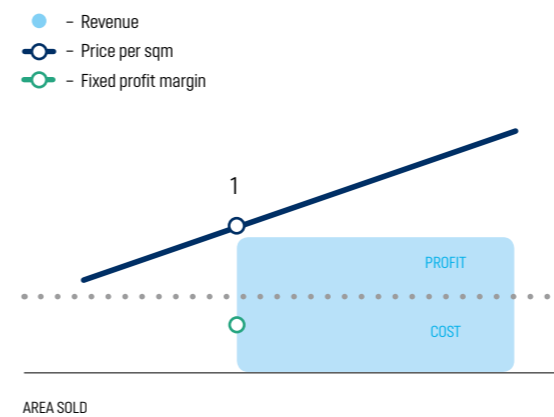 – Revenue
– Price per sqm
– Fixed profit margin
1
PROFIT
COST
AREA SOLD